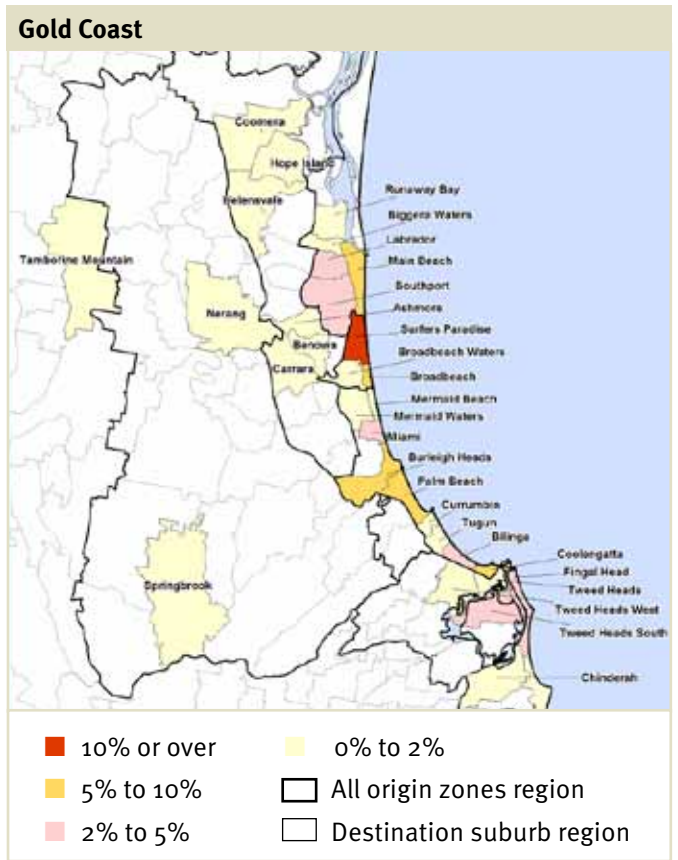 Gold Coast
Coomera
Hope Island
Helensvale
Runaway Bay
Biggera Waters
Labrador
Main Beach
Tamborine Mountain
Southport
Nerang
Ashmore
Surfers Paradise
Benowa
Broadbeach Waters
Carrara
Broadbeach
Mermaid Beach
Mermaid Waters
Miami
Burleigh Heads
Palm Beach
Currumbin
Tugun
Bilinga
Coolangatta
Fingal Head
Springbrook
Tweed Heads
Tweed Heads West
Tweed Heads South
Chinderah
10% or over
0% to 2%
5% to 10%
All origin zones region
2% to 5%
Destination suburb region